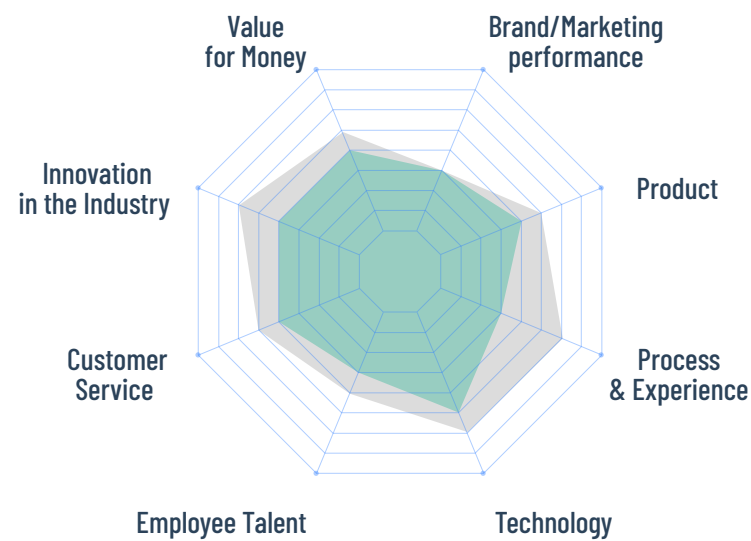 Value
for Money
Brand/Marketing
performance
Innovation
in the Industry
Product
Customer
Service
Process
& Experience
Employee Talent
Technology